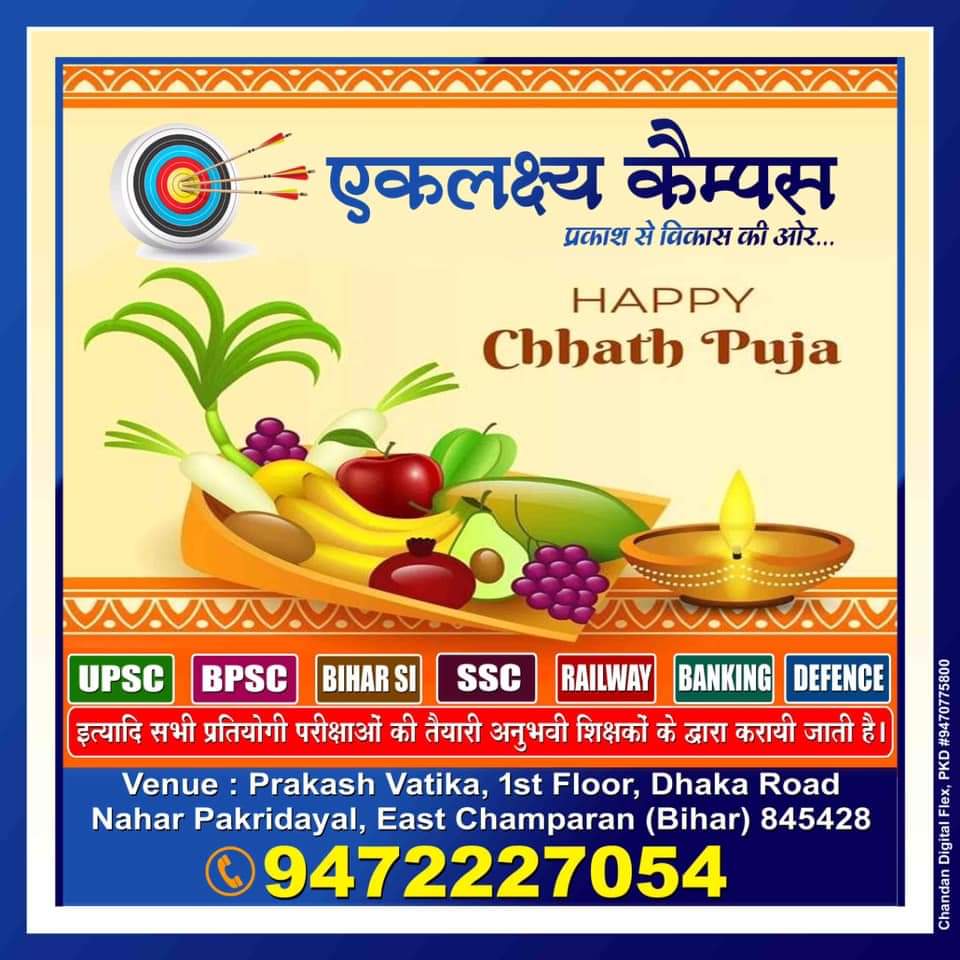 एकलक्ष्य कैम्पस
प्रकाश से विकास की ओर...
HAPPY
Chhath Puja
UPSC BPSC BIHAR SI SSC RAILWAY BANKING DEFENCE
इत्यादि सभी प्रतियोगी परीक्षाओं की तैयारी अनुभवी शिक्षकों के द्वारा करायी जाती है।
Venue : Prakash Vatika, 1st Floor, Dhaka Road
Nahar Pakridayal, East Champaran (Bihar) 845428
9472227054
Chandan Digital Flex, PKD #9470775800